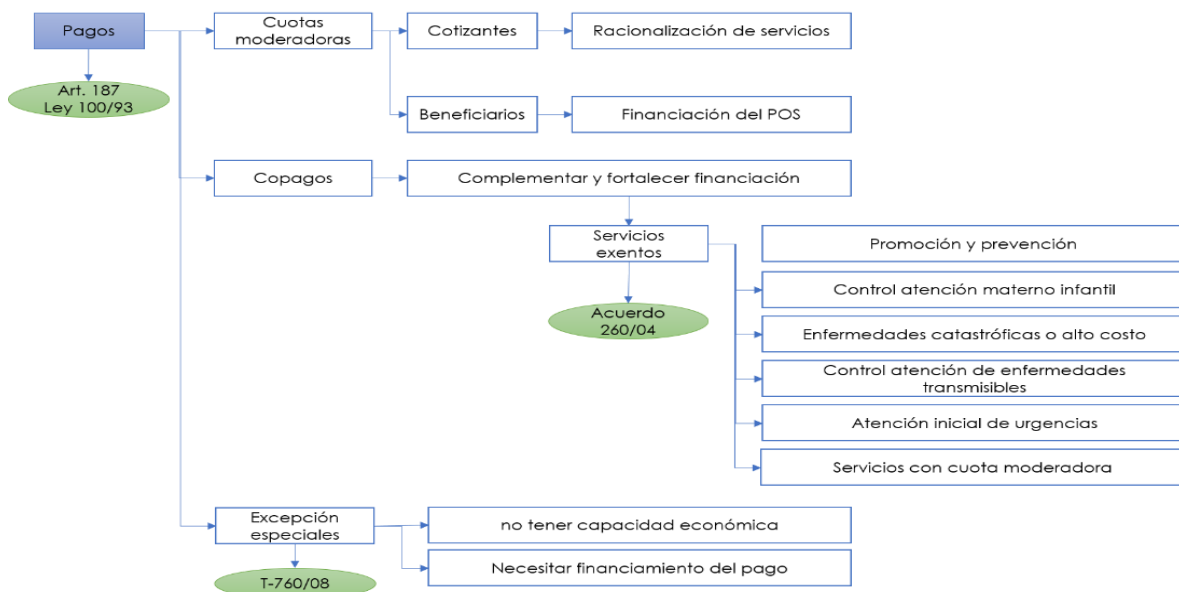 Pagos
Art. 187
Ley 100/93
Cuotas
moderadoras
Cotizantes
Racionalización de servicios
Beneficiarios
Financiación del POS
Copagos
Complementar y fortalecer financiación
Servicios
exentos
Acuerdo
260/04
Promoción y prevención
Control atención materno infantil
Enfermedades catastróficas o alto costo
Control atención de enfermedades
transmisibles
Atención inicial de urgencias
Servicios con cuota moderadora
Excepción
especiales
T-760/08
no tener capacidad económica
Necesitar financiamiento del pago